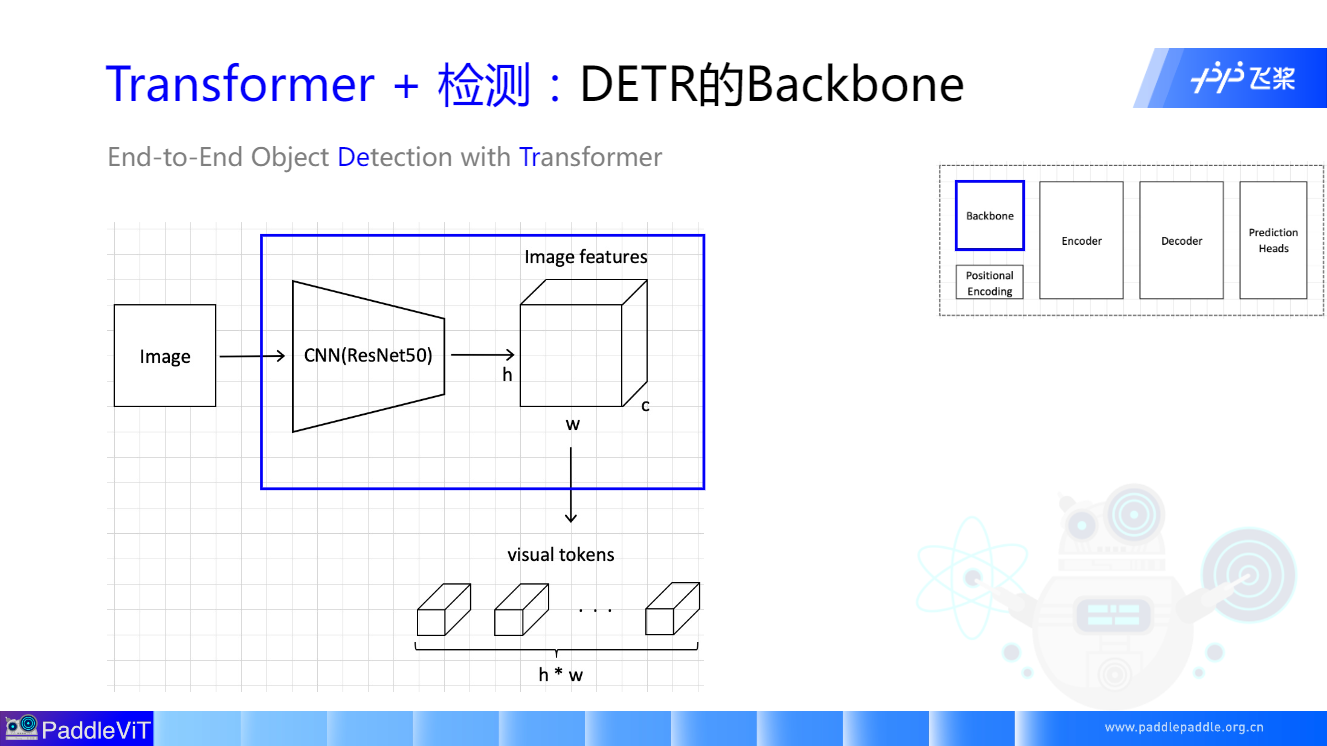 Transformer + 检测：DETR的Backbone
飞桨
End-to-End Object Detection with Transformer
Backbone
Positional
Encoding
Encoder
Decoder
Prediction
Heads
Image features
Image
CNN(ResNet50)
h
c
w
visual tokens
· · ·
h * w
PaddleViT
www.paddlepaddle.org.cn